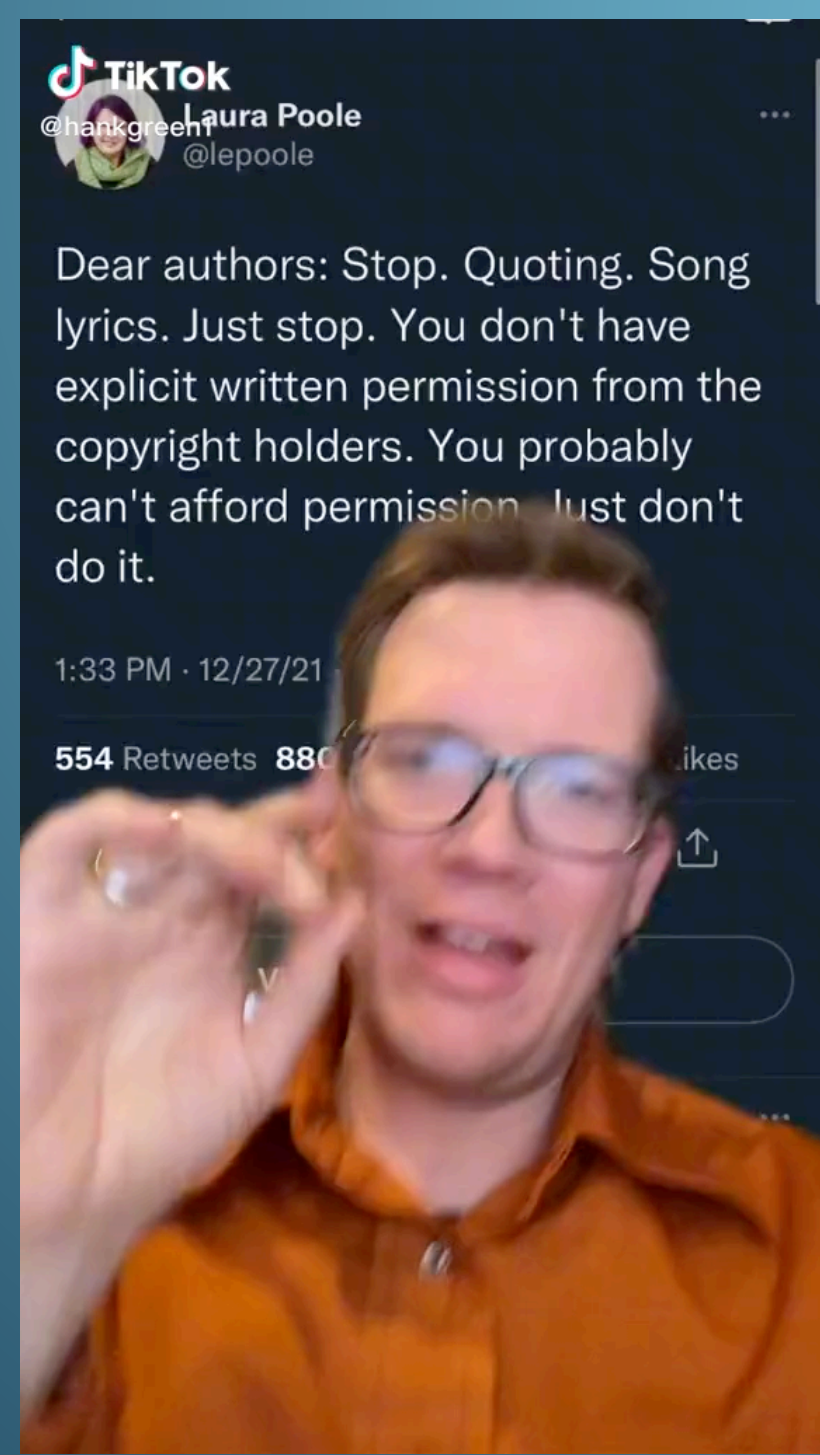 TikTok
@hankgreen1
Laura Poole
@lepoole
Dear authors: Stop. Quoting. Song
lyrics. Just stop. You don't have
explicit written permission from the
copyright holders. You probably
can't afford permission. Just don't
do it.
1:33 PM · 12/27/21
554 Retweets 880